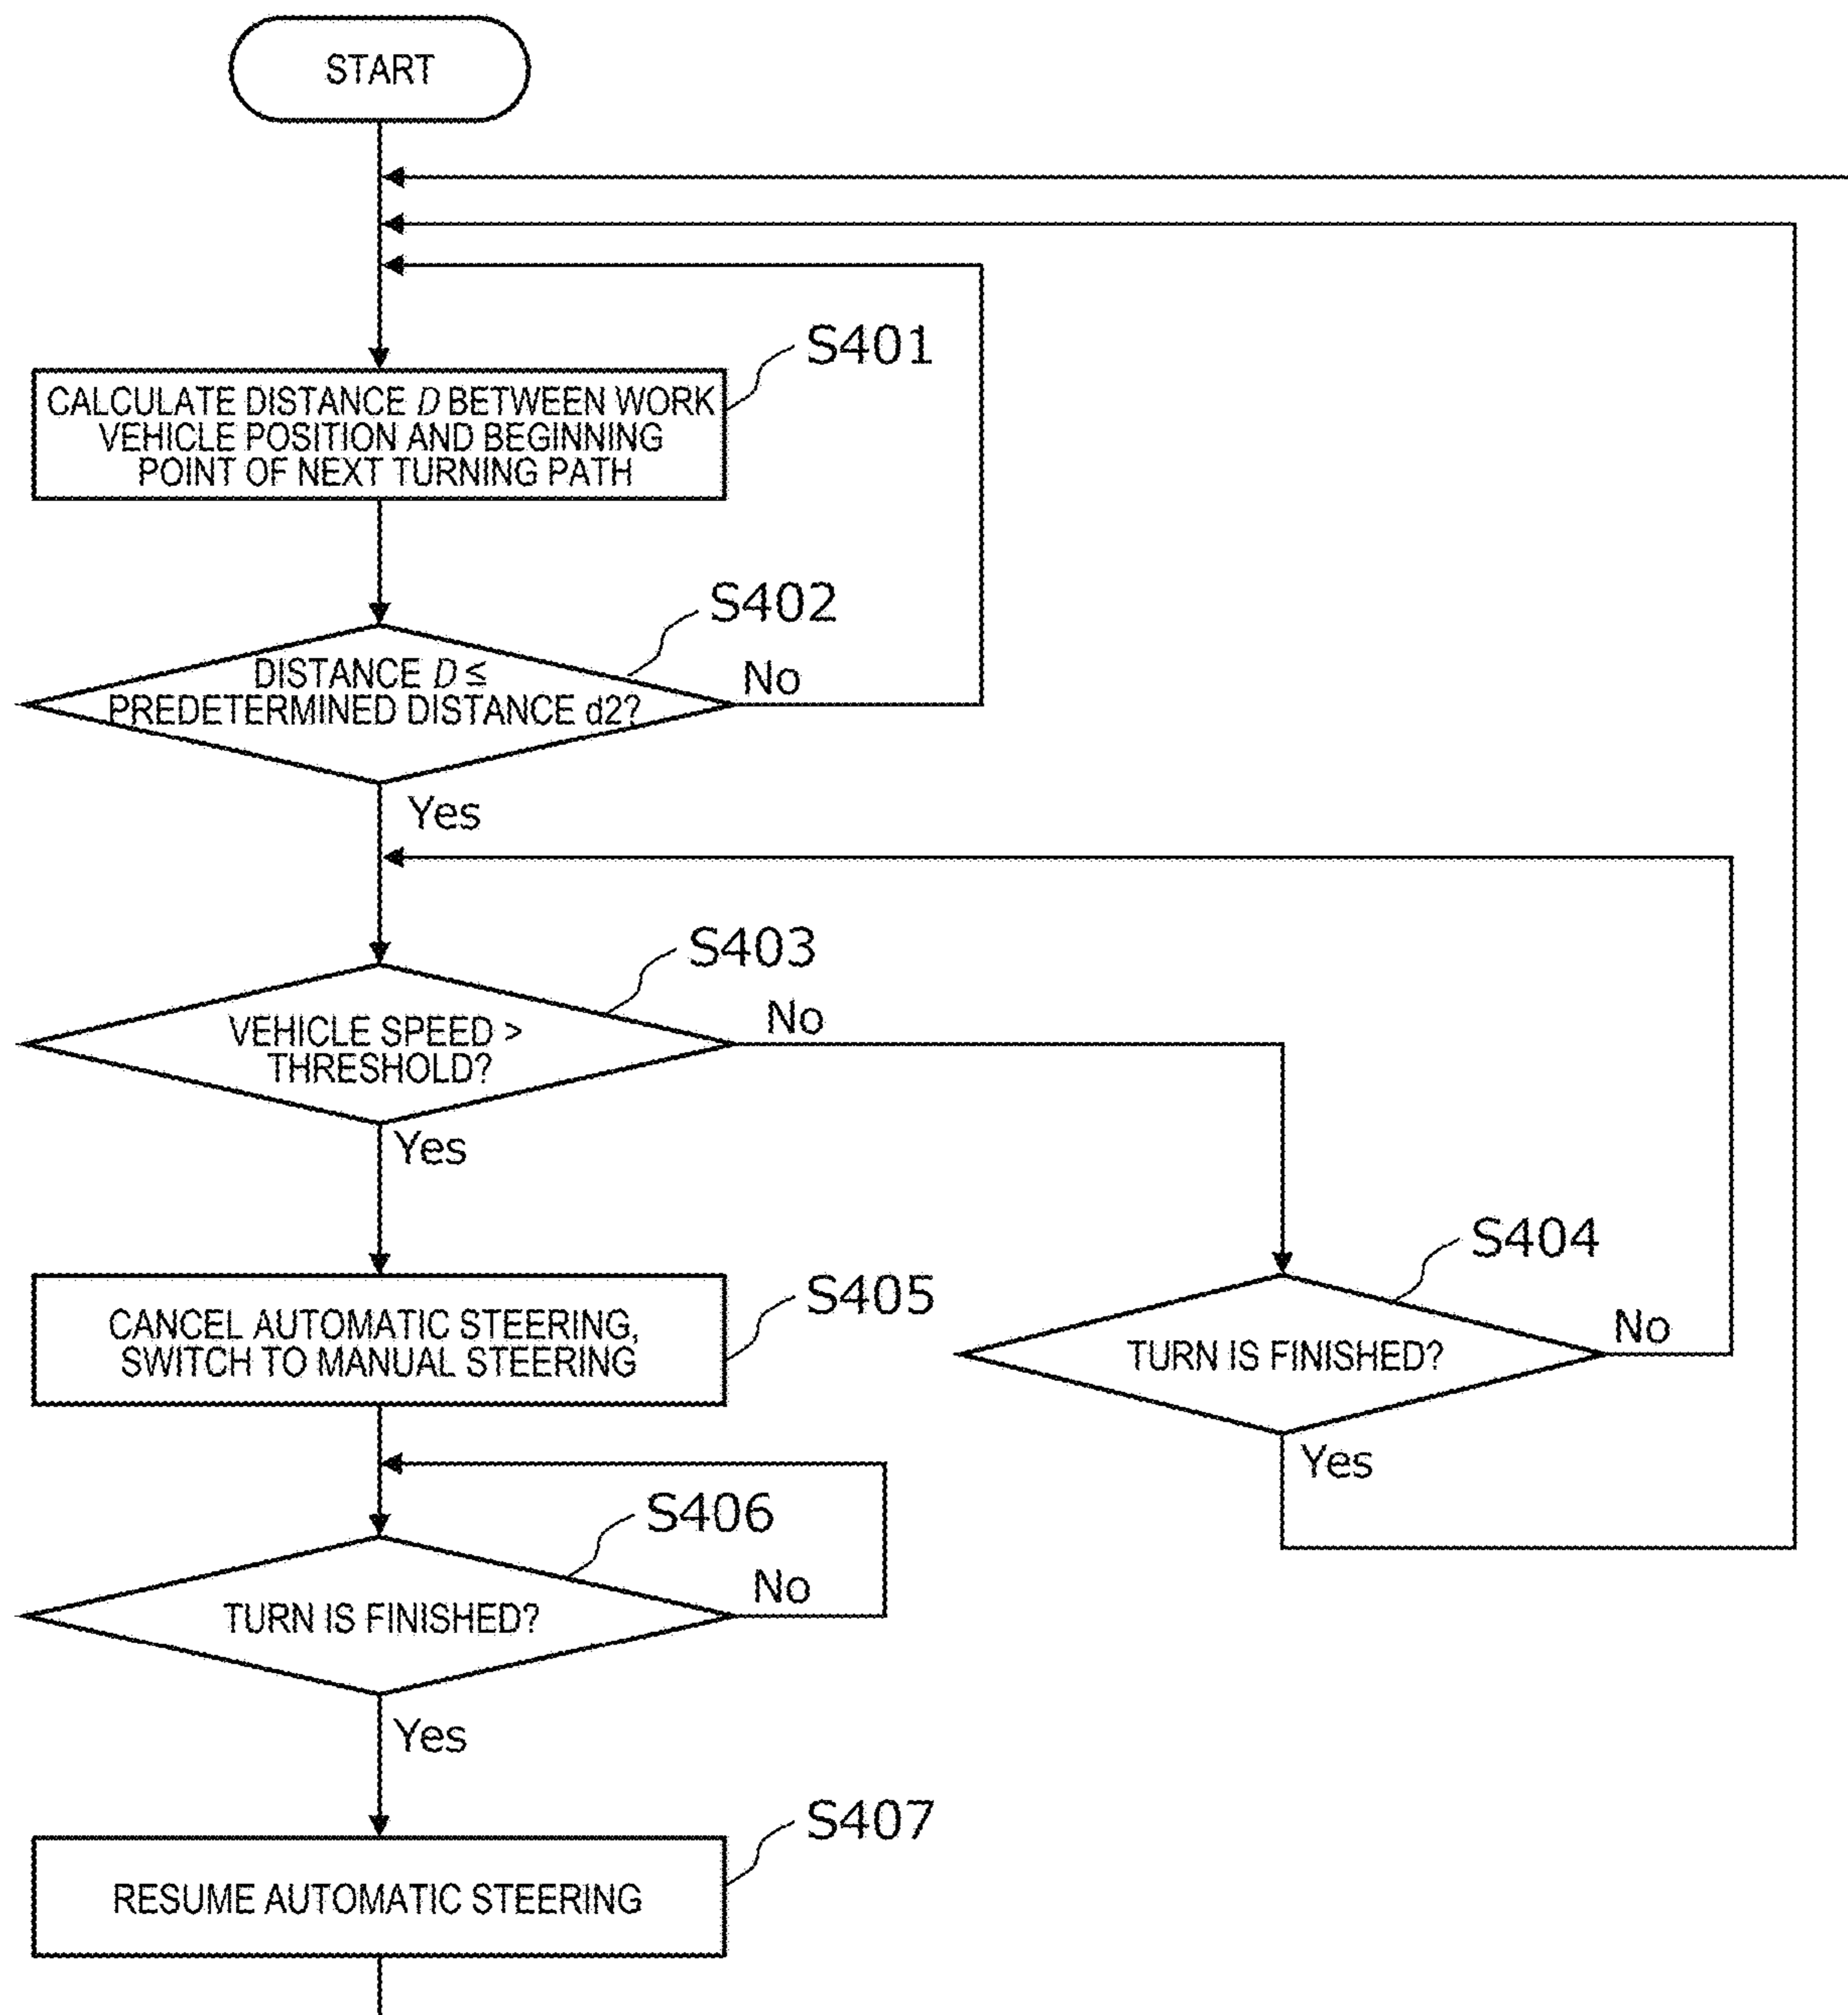 START
S401
CALCULATE DISTANCE D BETWEEN WORK
VEHICLE POSITION AND BEGINNING
POINT OF NEXT TURNING PATH
S402
DISTANCE D ≤
PREDETERMINED DISTANCE d2?
No
Yes
S403
VEHICLE SPEED >
THRESHOLD?
No
Yes
S404
TURN IS FINISHED?
No
Yes
S405
CANCEL AUTOMATIC STEERING,
SWITCH TO MANUAL STEERING
S406
TURN IS FINISHED?
No
Yes
S407
RESUME AUTOMATIC STEERING